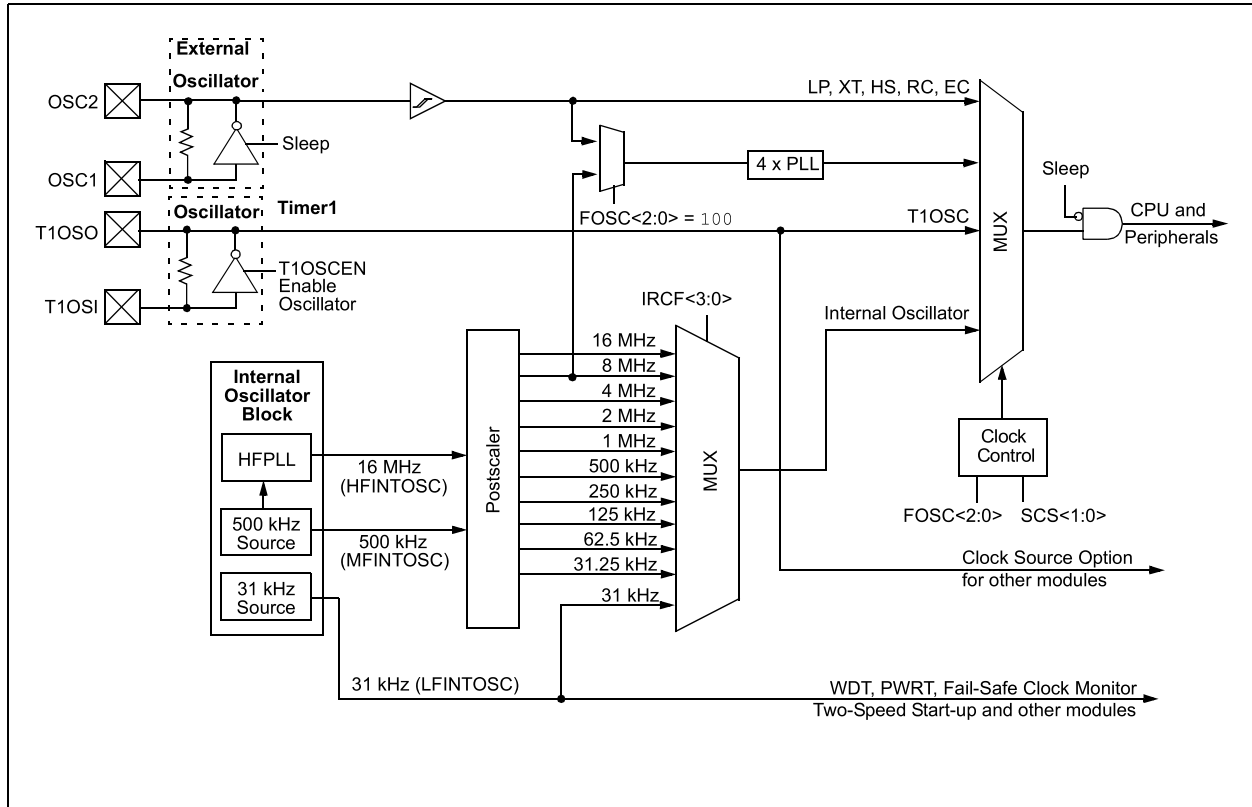 External
Oscillator
OSC2
Sleep
OSC1
LP, XT, HS, RC, EC
4 x PLL
FOSC<2:0> = 100
Sleep
CPU and
Peripherals
MUX
Oscillator
Timer1
T1OSO
T1OSC
T1OSCEN
Enable
Oscillator
T1OSI
IRCF<3:0>
Internal Oscillator
Internal
Oscillator
Block
HFPLL
16 MHz
(HFINTOSC)
500 kHz
Source
500 kHz
(MFINTOSC)
31 kHz
Source
Postscaler
16 MHz
8 MHz
4 MHz
2 MHz
1 MHz
500 kHz
250 kHz
125 kHz
62.5 kHz
31.25 kHz
31 kHz
MUX
Clock
Control
FOSC<2:0>
SCS<1:0>
Clock Source Option
for other modules
31 kHz (LFINTOSC)
WDT, PWRT, Fail-Safe Clock Monitor
Two-Speed Start-up and other modules